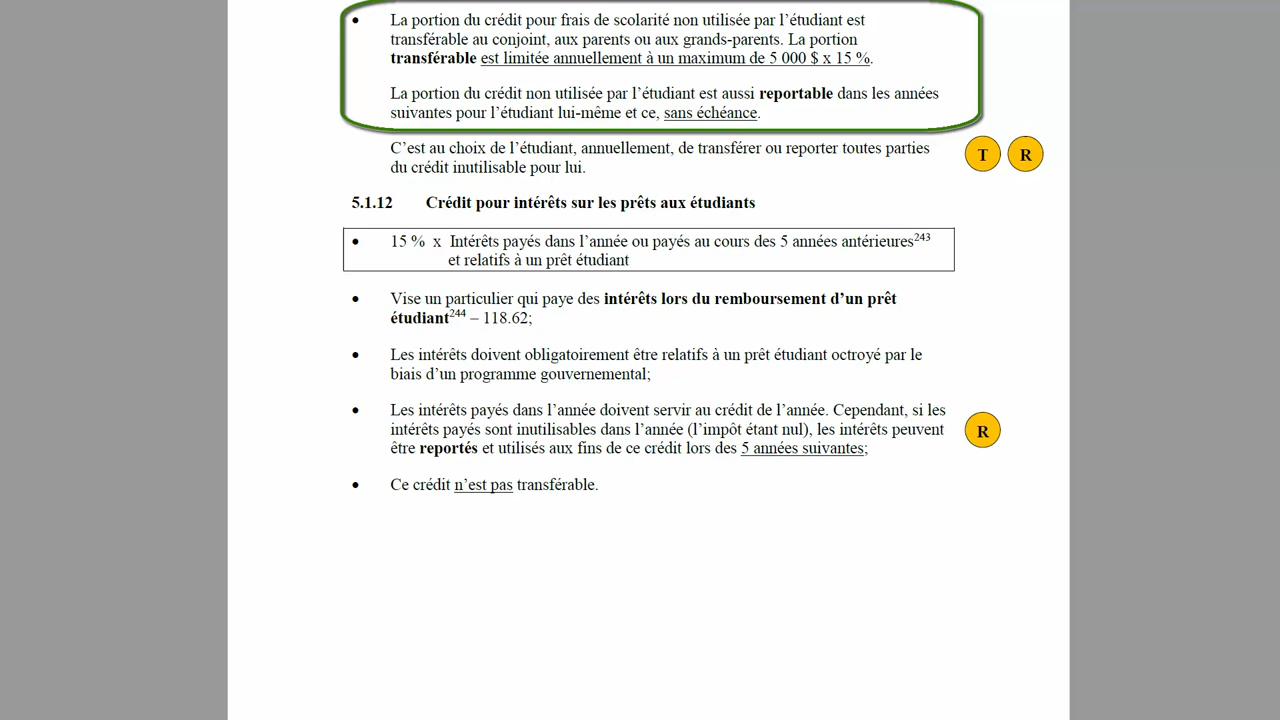 • La portion du crédit pour frais de scolarité non utilisée par l’étudiant est
transférable au conjoint, aux parents ou aux grands-parents. La portion
transférable est limitée annuellement à un maximum de 5 000 $ x 15 %.
La portion du crédit non utilisée par l’étudiant est aussi reportable dans les années
suivantes pour l’étudiant lui-même et ce, sans échéance.
C’est au choix de l’étudiant, annuellement, de transférer ou reporter toutes parties
du crédit inutilisable pour lui.
T R
5.1.12 Crédit pour intérêts sur les prêts aux étudiants
• 15 % x Intérêts payés dans l’année ou payés au cours des 5 années antérieures243
et relatifs à un prêt étudiant
• Vise un particulier qui paye des intérêts lors du remboursement d’un prêt
étudiant244 – 118.62;
• Les intérêts doivent obligatoirement être relatifs à un prêt étudiant octroyé par le
biais d’un programme gouvernemental;
• Les intérêts payés dans l’année doivent servir au crédit de l’année. Cependant, si les
intérêts payés sont inutilisables dans l’année (l’impôt étant nul), les intérêts peuvent
être reportés et utilisés aux fins de ce crédit lors des 5 années suivantes;
R
• Ce crédit n’est pas transférable.